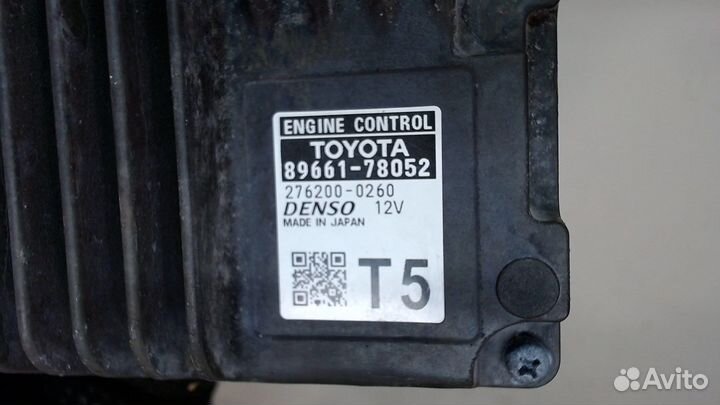 ENGINE CONTROL
TOYOTA
89661-78052
276200-0260
DENSO 12V
MADE IN JAPAN
T5
Avito